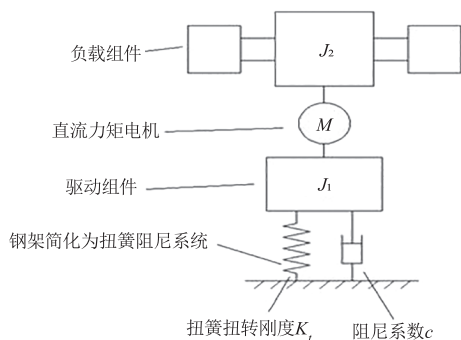 负载组件
J₂
直流力矩电机
M
驱动组件
J₁
钢架简化为扭簧阻尼系统
扭簧扭转刚度Kₜ
阻尼系数c